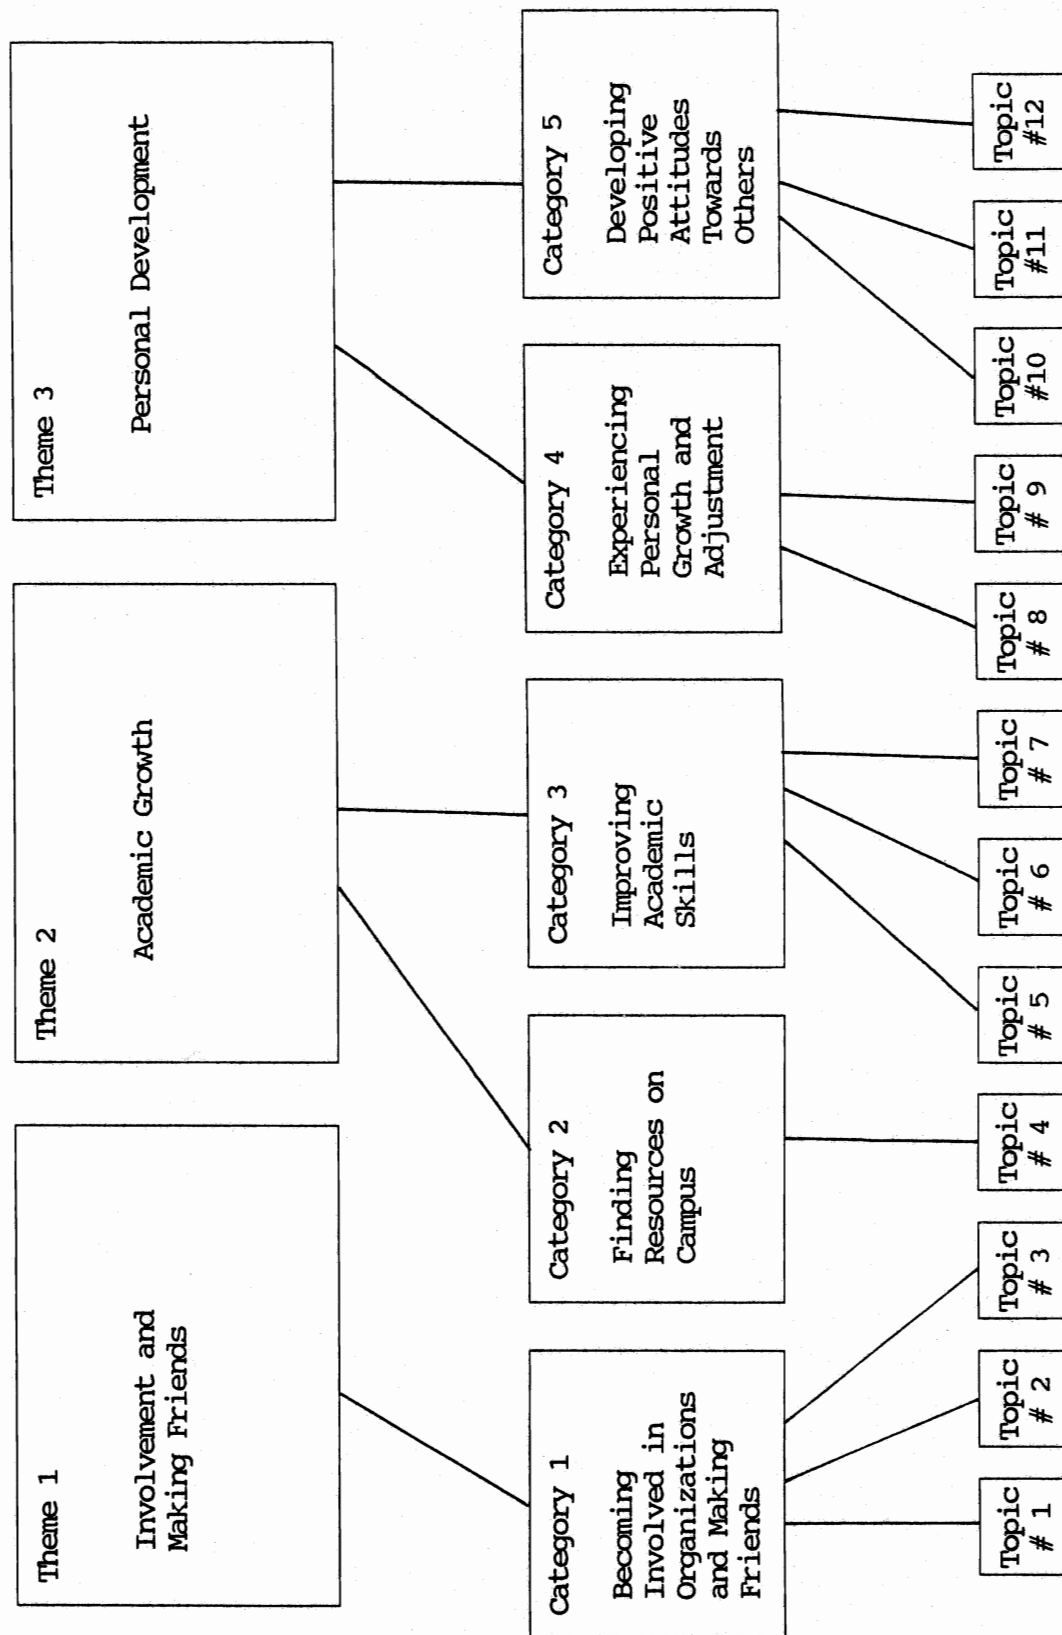 Theme 1
Involvement and
Making Friends
Theme 2
Academic Growth
Theme 3
Personal Development
Category 1
Becoming
Involved in
Organizations
and Making
Friends
Category 2
Finding
Resources on
Campus
Category 3
Improving
Academic
Skills
Category 4
Experiencing
Personal
Growth and
Adjustment
Category 5
Developing
Positive
Attitudes
Towards
Others
Topic
# 1
Topic
# 2
Topic
# 3
Topic
# 4
Topic
# 5
Topic
# 6
Topic
# 7
Topic
# 8
Topic
# 9
Topic
#10
Topic
#11
Topic
#12